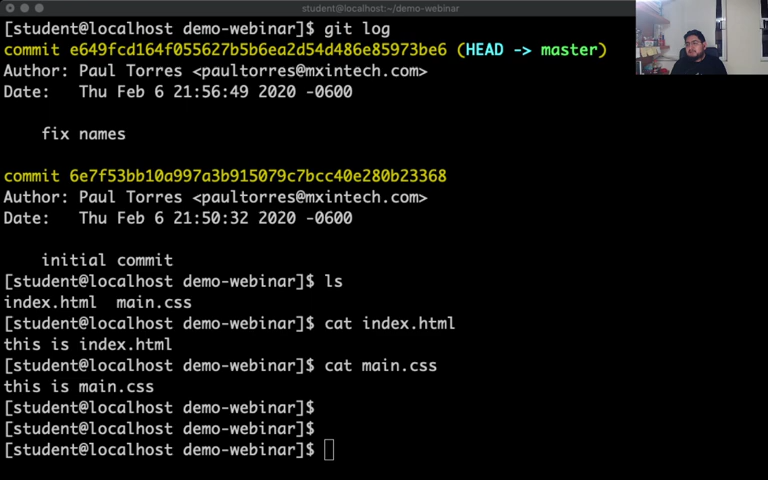 student@localhost:~/demo-webinar
[student@localhost demo-webinar]$ git log
commit e649fcd164f055627b5b6ea2d54d486e85973be6 (HEAD -> master)
Author: Paul Torres <paultorres@mxintech.com>
Date:   Thu Feb 6 21:56:49 2020 -0600
    fix names
commit 6e7f53bb10a997a3b915079c7bcc40e280b23368
Author: Paul Torres <paultorres@mxintech.com>
Date:   Thu Feb 6 21:50:32 2020 -0600
    initial commit
[student@localhost demo-webinar]$ ls
index.html  main.css
[student@localhost demo-webinar]$ cat index.html
this is index.html
[student@localhost demo-webinar]$ cat main.css
this is main.css
[student@localhost demo-webinar]$
[student@localhost demo-webinar]$
[student@localhost demo-webinar]$